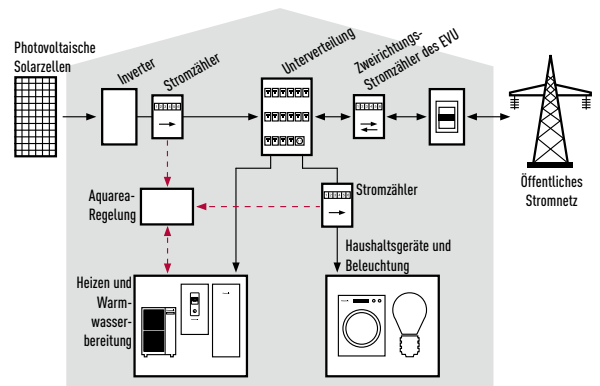 Photovoltaische
Solarzellen
Inverter
Stromzähler
Unterverteilung
Zweirichtungs-
Stromzähler des EVU
Öffentliches
Stromnetz
Aquarea-
Regelung
Stromzähler
Haushaltsgeräte und
Beleuchtung
Heizen und
Warm-
wasser-
bereitung